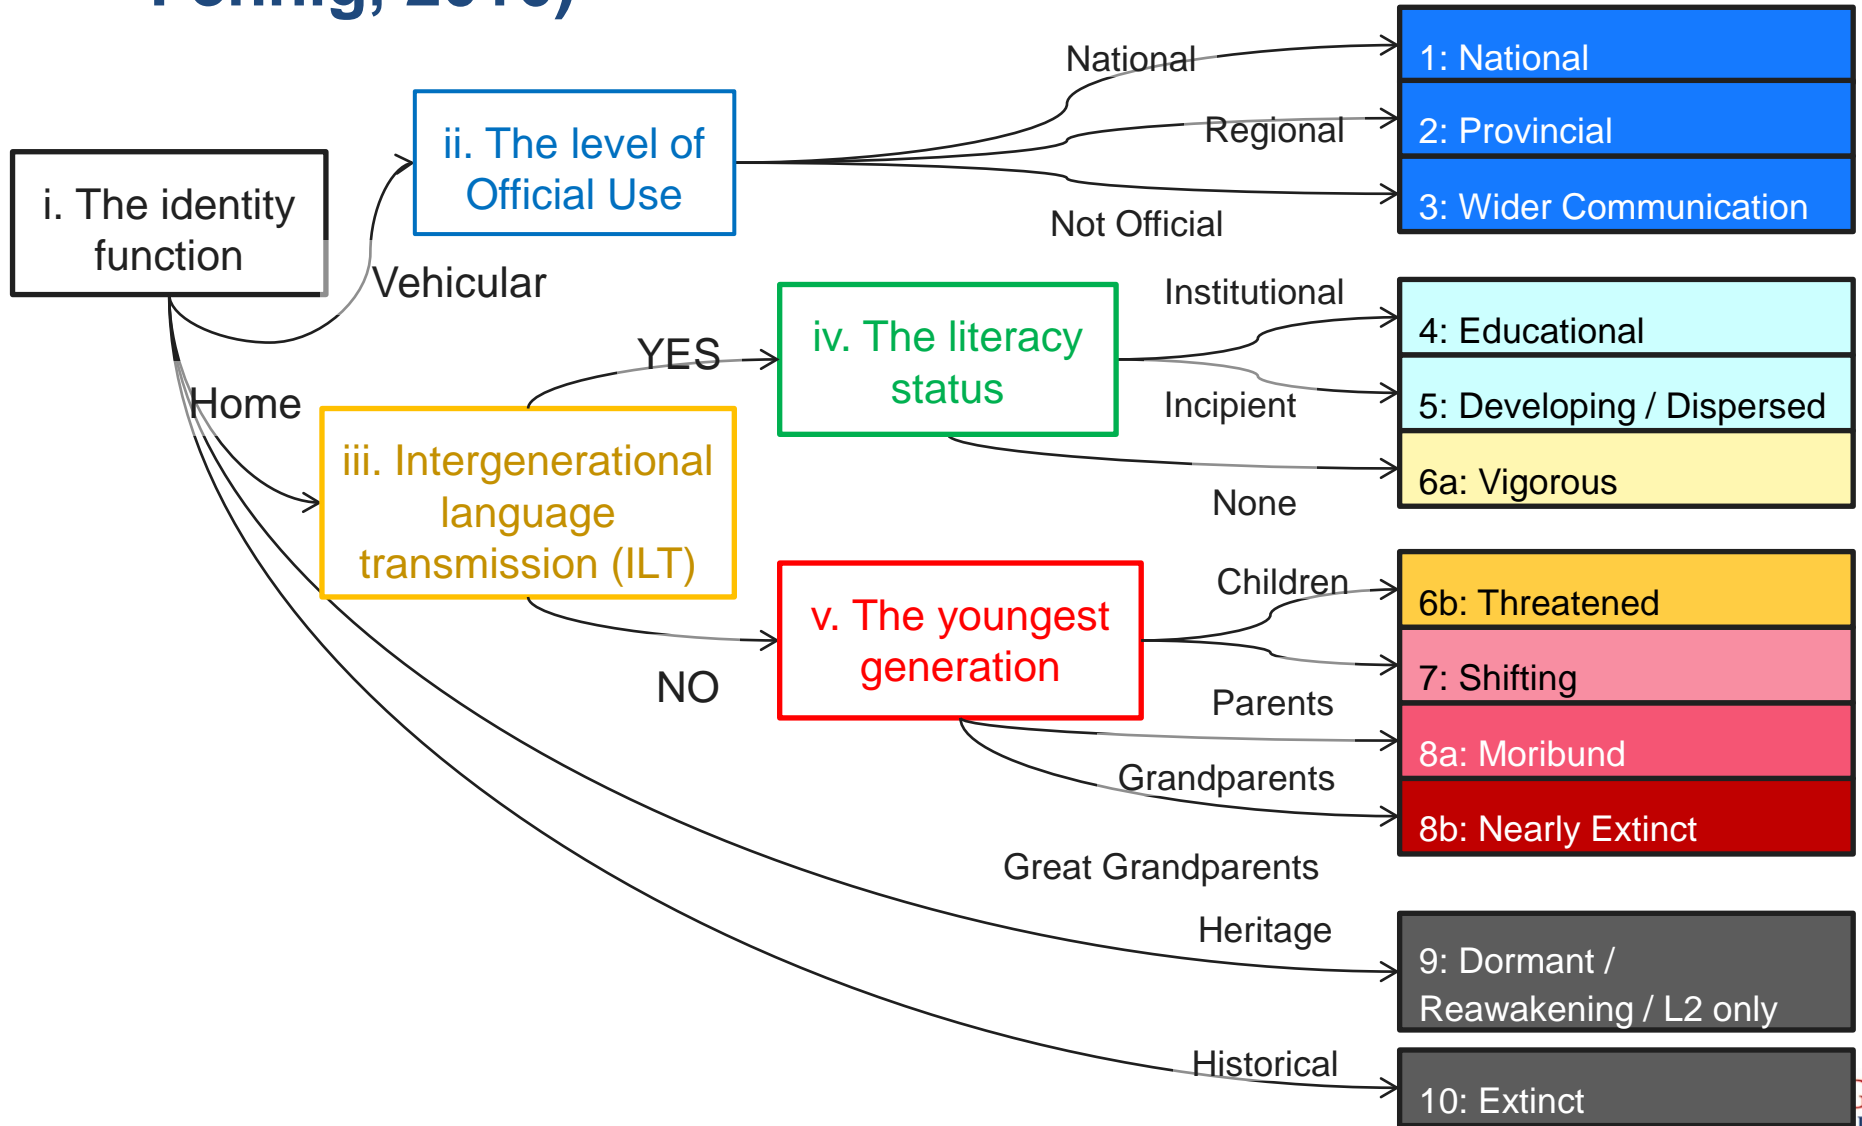 National
1: National
ii. The level of
Official Use
Regional
2: Provincial
i. The identity
function
Not Official
3: Wider Communication
Vehicular
Institutional
4: Educational
YES
iv. The literacy
status
Incipient
5: Developing / Dispersed
Home
iii. Intergenerational
language
transmission (ILT)
None
6a: Vigorous
NO
v. The youngest
generation
Children
6b: Threatened
7: Shifting
Parents
8a: Moribund
Grandparents
8b: Nearly Extinct
Great Grandparents
Heritage
9: Dormant /
Reawakening / L2 only
Historical
10: Extinct